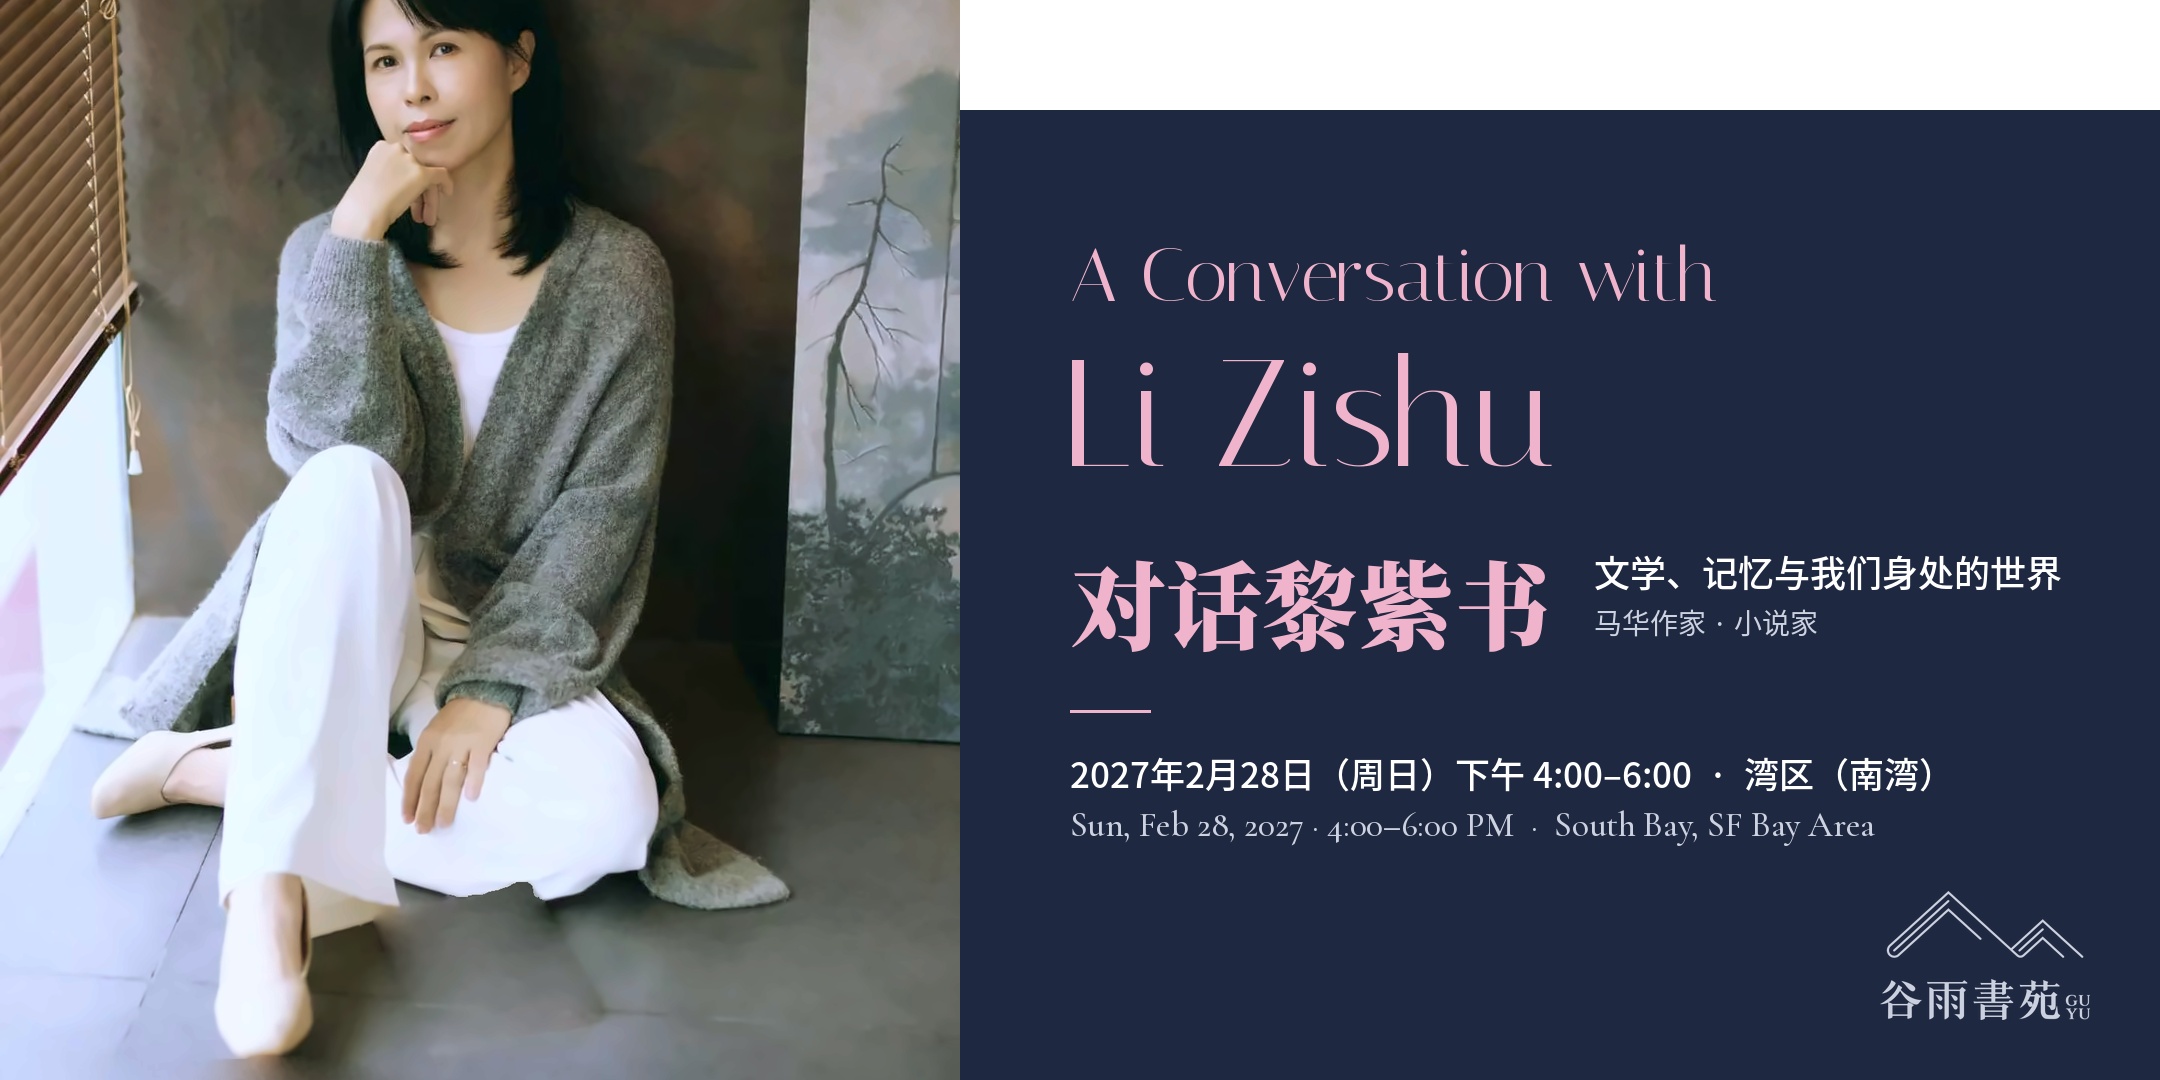 A Conversation with
Li Zishu
对话黎紫书
文学、记忆与我们身处的世界
马华作家 · 小说家
2027年2月28日（周日）下午 4:00–6:00 · 湾区（南湾）
Sun, Feb 28, 2027 · 4:00–6:00 PM · South Bay, SF Bay Area
谷雨書苑 GU YU